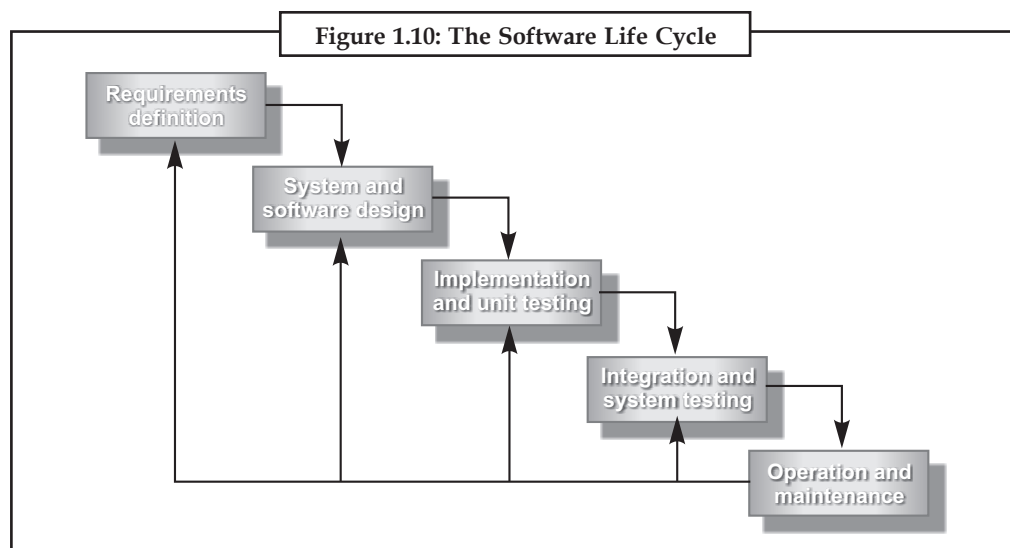 Figure 1.10: The Software Life Cycle
Requirements
definition
System and
software design
Implementation
and unit testing
Integration and
system testing
Operation and
maintenance